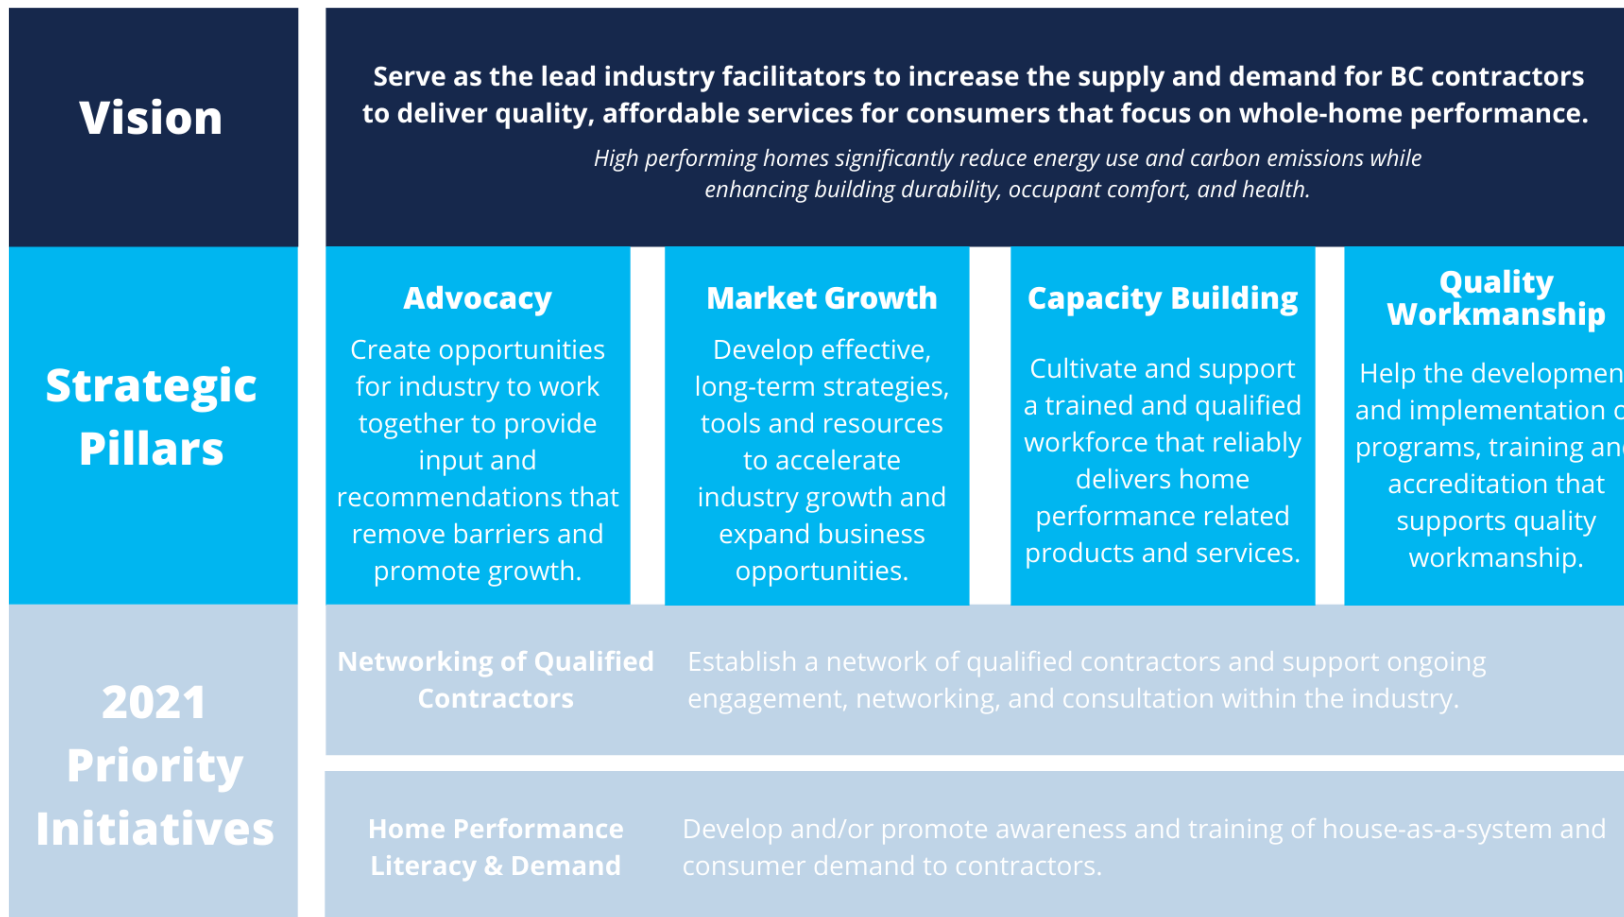 Vision
Serve as the lead industry facilitators to increase the supply and demand for BC contractors
to deliver quality, affordable services for consumers that focus on whole-home performance.
High performing homes significantly reduce energy use and carbon emissions while
enhancing building durability, occupant comfort, and health.
Strategic
Pillars
Advocacy
Create opportunities
for industry to work
together to provide
input and
recommendations that
remove barriers and
promote growth.
Market Growth
Develop effective,
long-term strategies,
tools and resources
to accelerate
industry growth and
expand business
opportunities.
Capacity Building
Cultivate and support
a trained and qualified
workforce that reliably
delivers home
performance related
products and services.
Quality
Workmanship
Help the developmen
and implementation
programs, training an
accreditation that
supports quality
workmanship.
2021
Priority
Initiatives
Networking of Qualified
Contractors
Establish a network of qualified contractors and support ongoing
engagement, networking, and consultation within the industry.
Home Performance
Literacy & Demand
Develop and/or promote awareness and training of house-as-a-system and
consumer demand to contractors.